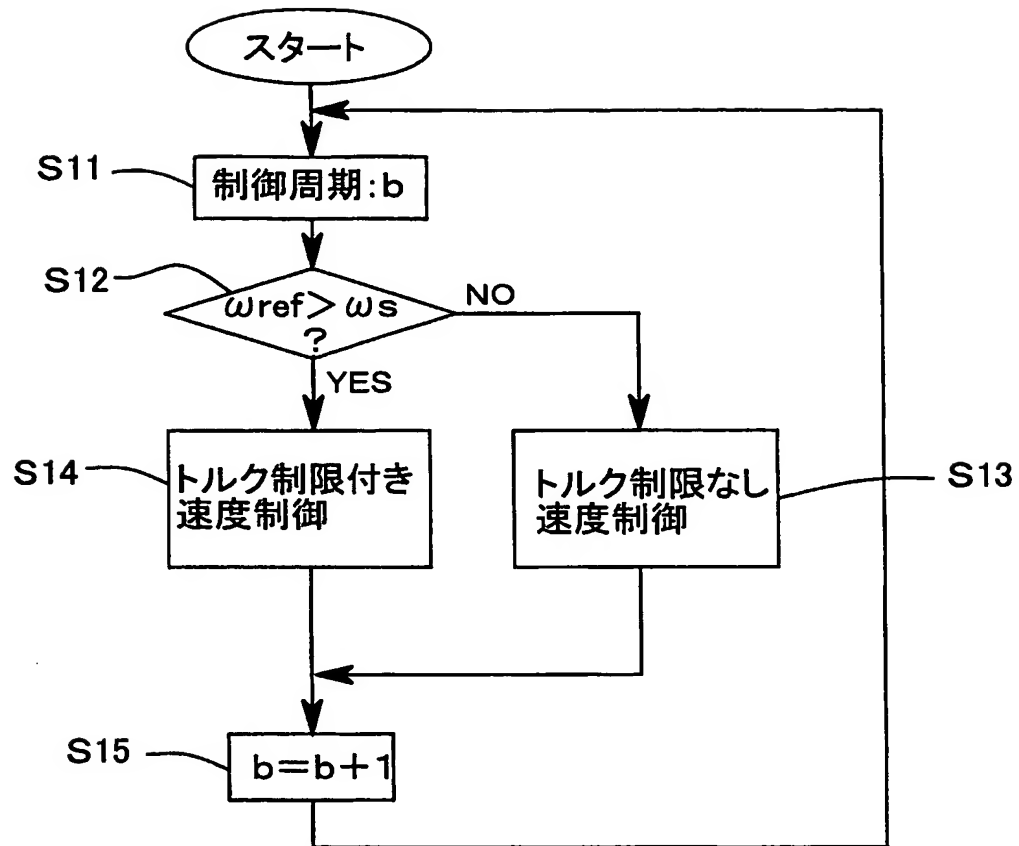 スタート
S11
制御周期:b
S12
ωref>ωs
?
NO
YES
S14
トルク制限付き
速度制御
トルク制限なし
速度制御
S13
S15
b=b+1